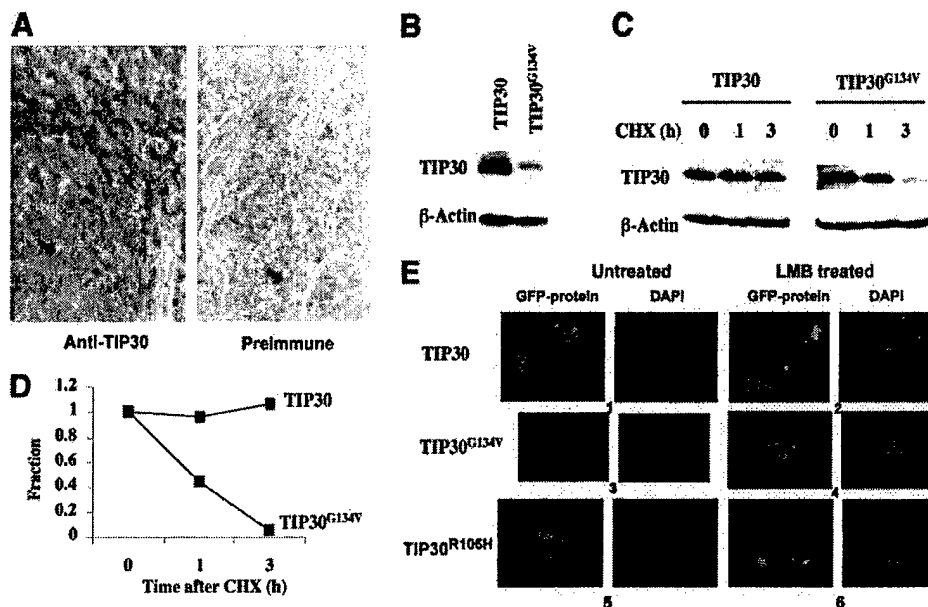 A
Anti-TIP30
Preimmune
B
TIP30
TIP30G134V
TIP30
β-Actin
C
TIP30
TIP30G134V
CHX (h)
0 1 3
0 1 3
TIP30
β-Actin
D
1.2
1
0.8
0.6
0.4
0.2
0
Fraction
TIP30
TIP30G134V
0 1 3
Time after CHX (h)
E
Untreated
LMB treated
GFP-protein
DAPI
GFP-protein
DAPI
TIP30
1
2
TIP30G134V
3
4
TIP30R106H
5
6